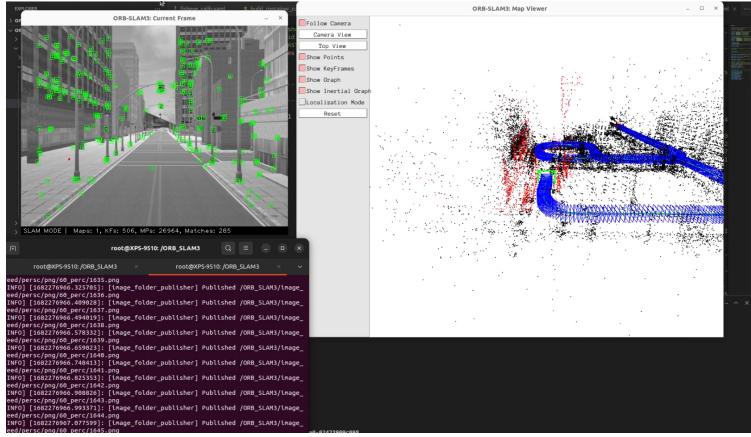 EXPLORER
ORB-SLAM3: Current Frame
SLAM MODE | Maps: 1, KFs: 506, MPs: 26964, Matches: 285
ORB-SLAM3: Map Viewer
Follow Camera
Camera View
Top View
Show Points
Show KeyFrames
Show Graph
Show Inertial Graph
Localization Mode
Reset
root@XPS-9510: /ORB_SLAM3
root@XPS-9510: /ORB_SLAM3
root@XPS-9510: /ORB_SLAM3
eed/persc/png/60_perc/1635.png
INFO] [1682276966.325705]: [image_folder_publisher] Published /ORB_SLAM3/image_
eed/persc/png/60_perc/1636.png
INFO] [1682276966.409028]: [image_folder_publisher] Published /ORB_SLAM3/image_
eed/persc/png/60_perc/1637.png
INFO] [1682276966.494019]: [image_folder_publisher] Published /ORB_SLAM3/image_
eed/persc/png/60_perc/1638.png
INFO] [1682276966.578332]: [image_folder_publisher] Published /ORB_SLAM3/image_
eed/persc/png/60_perc/1639.png
INFO] [1682276966.659023]: [image_folder_publisher] Published /ORB_SLAM3/image_
eed/persc/png/60_perc/1640.png
INFO] [1682276966.748413]: [image_folder_publisher] Published /ORB_SLAM3/image_
eed/persc/png/60_perc/1641.png
INFO] [1682276966.825353]: [image_folder_publisher] Published /ORB_SLAM3/image_
eed/persc/png/60_perc/1642.png
INFO] [1682276966.908826]: [image_folder_publisher] Published /ORB_SLAM3/image_
eed/persc/png/60_perc/1643.png
INFO] [1682276966.993371]: [image_folder_publisher] Published /ORB_SLAM3/image_
eed/persc/png/60_perc/1644.png
INFO] [1682276967.077599]: [image_folder_publisher] Published /ORB_SLAM3/image_
eed/persc/png/60_perc/1645.png